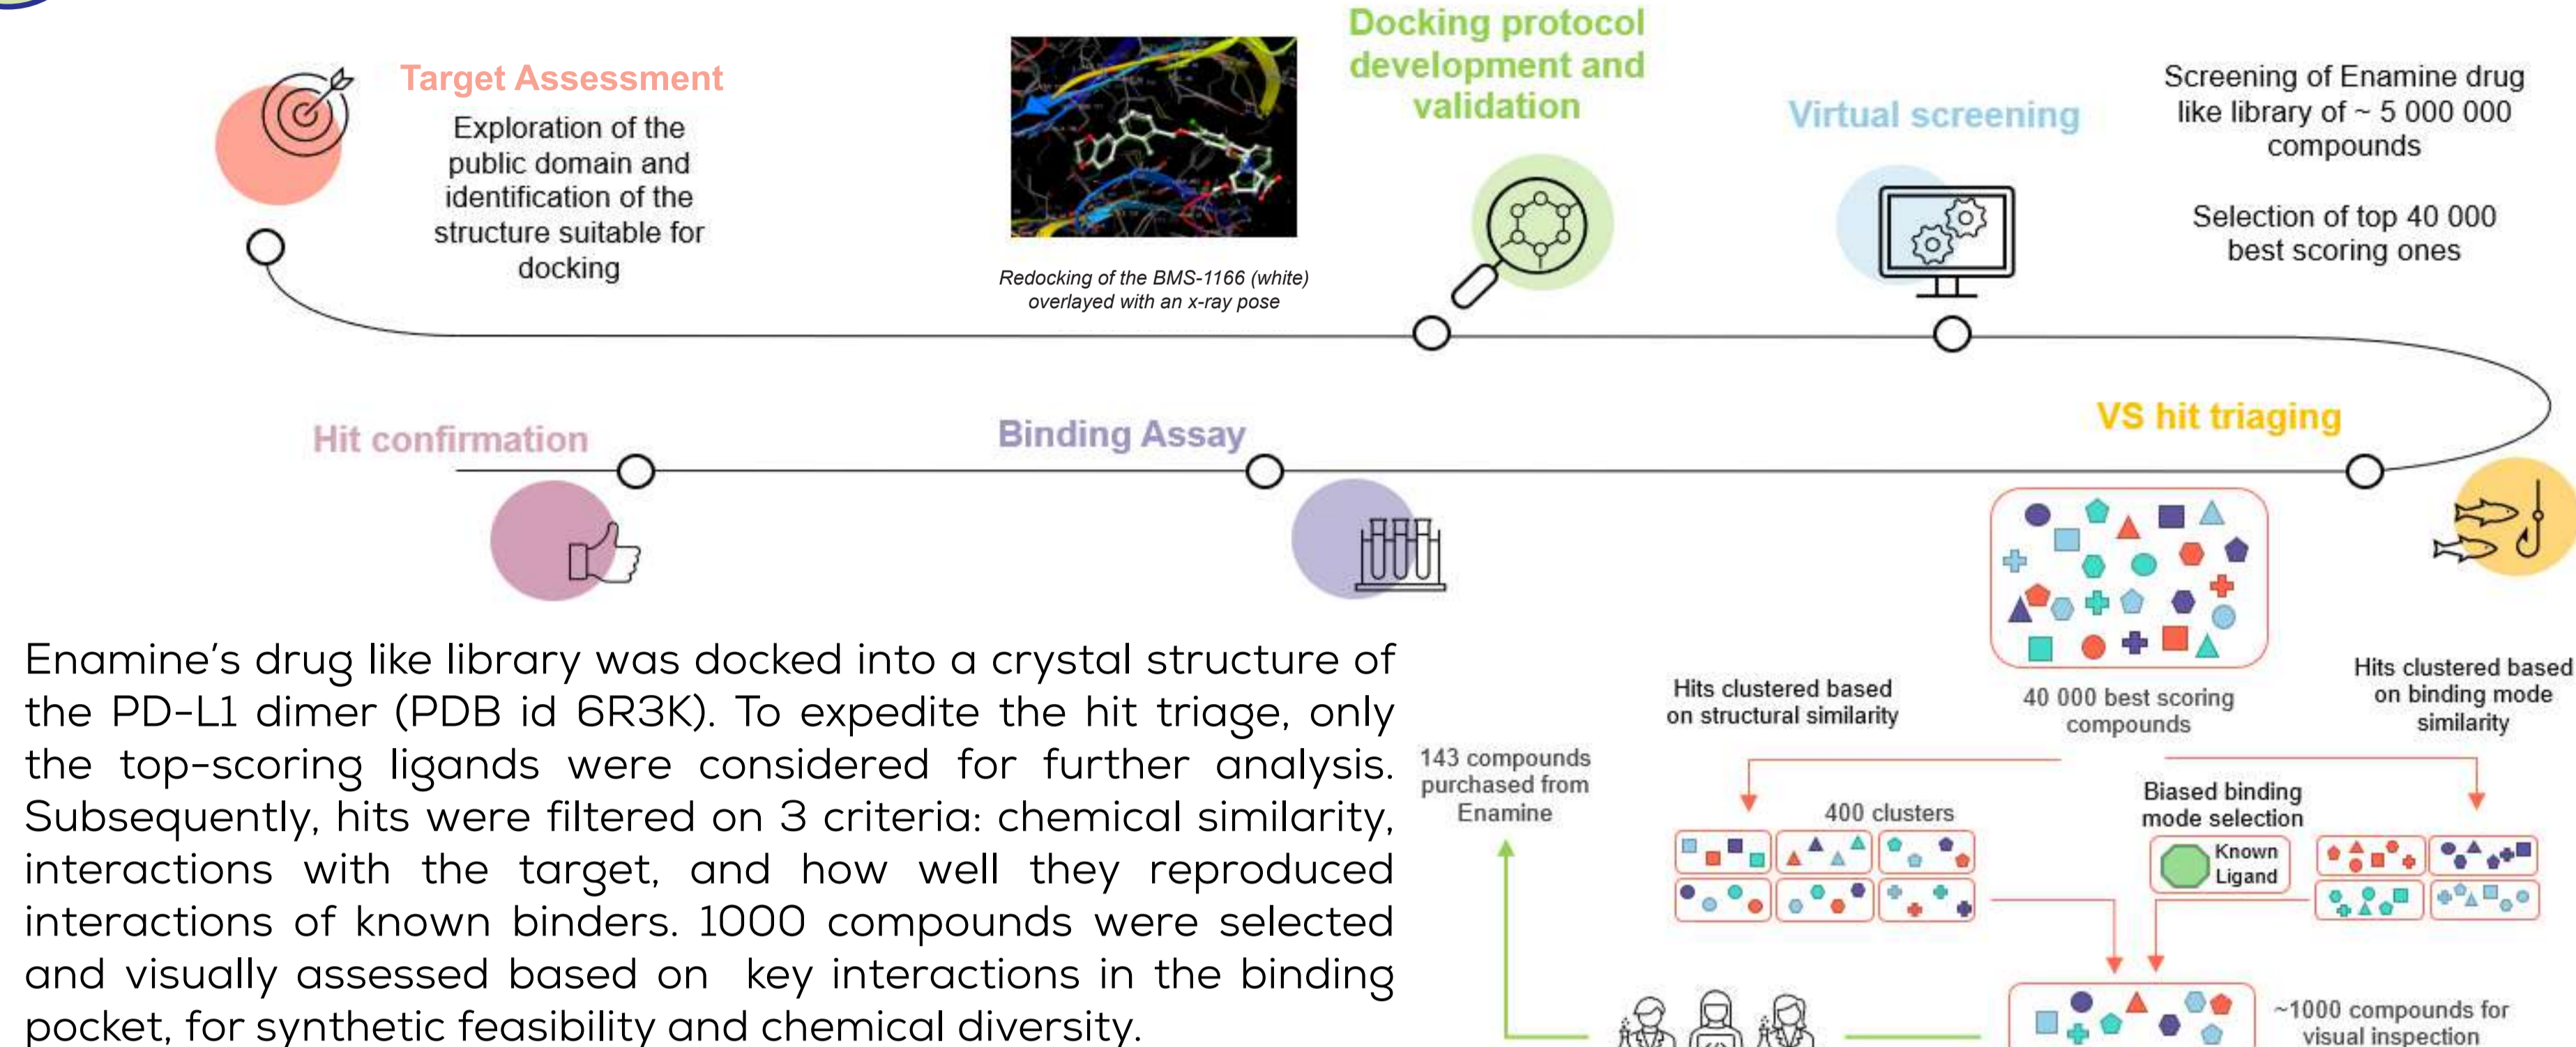 Target Assessment
Exploration of the
public domain and
identification of the
structure suitable for
docking
Redocking of the BMS-1166 (white)
overlayed with an x-ray pose
Docking protocol
development and
validation
Virtual screening
Screening of Enamine drug
like library of ~ 5 000 000
compounds
Selection of top 40 000
best scoring ones
Hit confirmation
Binding Assay
VS hit triaging
Enamine's drug like library was docked into a crystal structure of
the PD-L1 dimer (PDB id 6R3K). To expedite the hit triage, only
the top-scoring ligands were considered for further analysis.
Subsequently, hits were filtered on 3 criteria: chemical similarity,
interactions with the target, and how well they reproduced
interactions of known binders. 1000 compounds were selected
and visually assessed based on key interactions in the binding
pocket, for synthetic feasibility and chemical diversity.
143 compounds
purchased from
Enamine
Hits clustered based
on structural similarity
40 000 best scoring
compounds
Hits clustered based
on binding mode
similarity
400 clusters
Biased binding
mode selection
Known
Ligand
~1000 compounds for
visual inspection